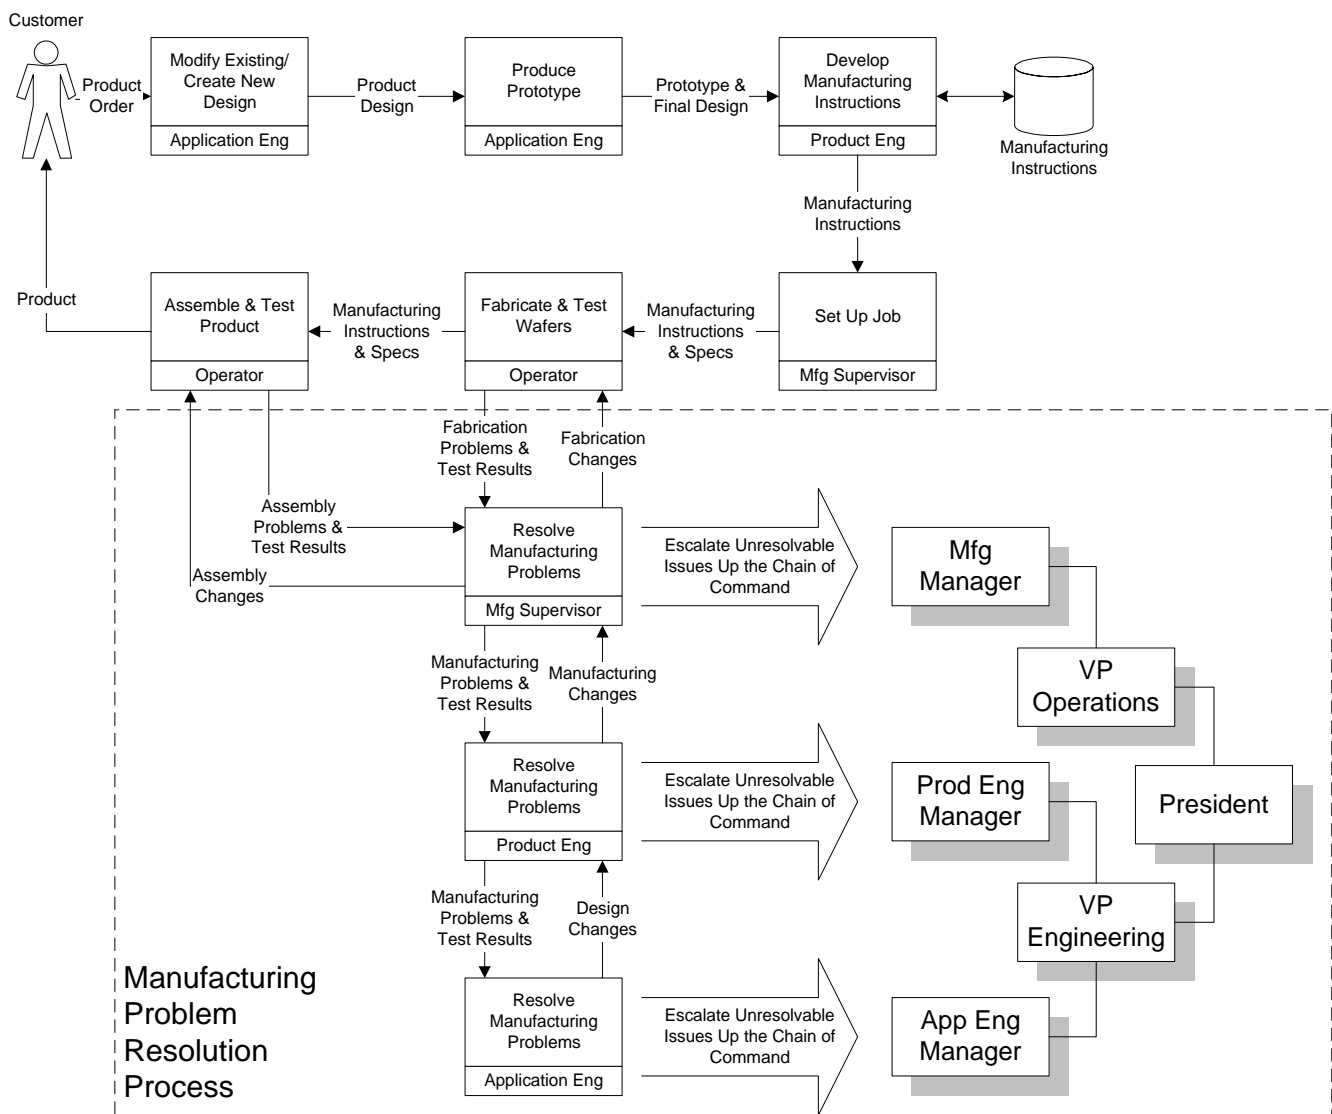 Customer
Product
Order
Modify Existing/
Create New
Design
Application Eng
Product
Design
Produce
Prototype
Application Eng
Prototype &
Final Design
Develop
Manufacturing
Instructions
Product Eng
Manufacturing
Instructions
Manufacturing
Instructions
Product
Assemble & Test
Product
Operator
Manufacturing
Instructions
& Specs
Fabricate & Test
Wafers
Operator
Manufacturing
Instructions
& Specs
Set Up Job
Mfg Supervisor
Fabrication
Problems &
Test Results
Fabrication
Changes
Assembly
Problems &
Test Results
Assembly
Changes
Resolve
Manufacturing
Problems
Mfg Supervisor
Escalate Unresolvable
Issues Up the Chain of
Command
Mfg
Manager
Manufacturing
Problems &
Test Results
Manufacturing
Changes
VP
Operations
Resolve
Manufacturing
Problems
Product Eng
Escalate Unresolvable
Issues Up the Chain of
Command
Prod Eng
Manager
President
Manufacturing
Problems &
Test Results
Design
Changes
VP
Engineering
Resolve
Manufacturing
Problems
Application Eng
Escalate Unresolvable
Issues Up the Chain of
Command
App Eng
Manager
Manufacturing
Problem
Resolution
Process